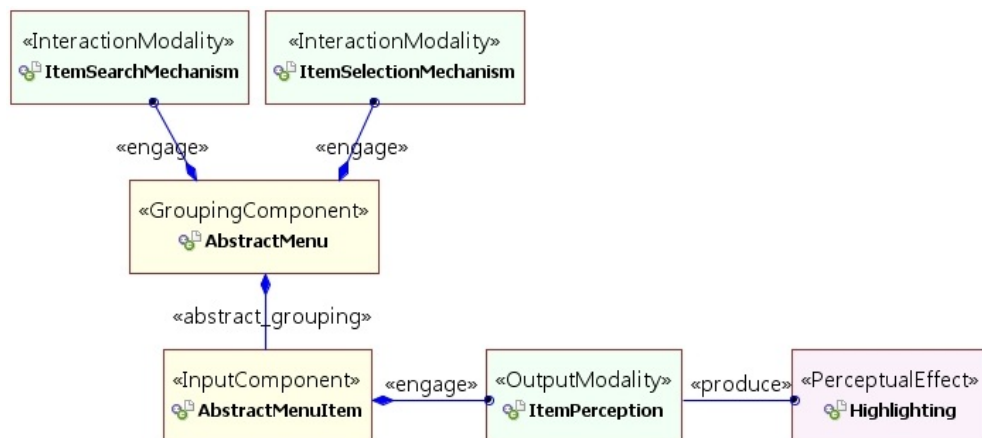 «InteractionModality»
ItemSearchMechanism
«InteractionModality»
ItemSelectionMechanism
«engage»
«engage»
«GroupingComponent»
AbstractMenu
«abstract_grouping»
«InputComponent»
AbstractMenuItem
«engage»
«OutputModality»
ItemPerception
«produce»
«PerceptualEffect»
Highlighting